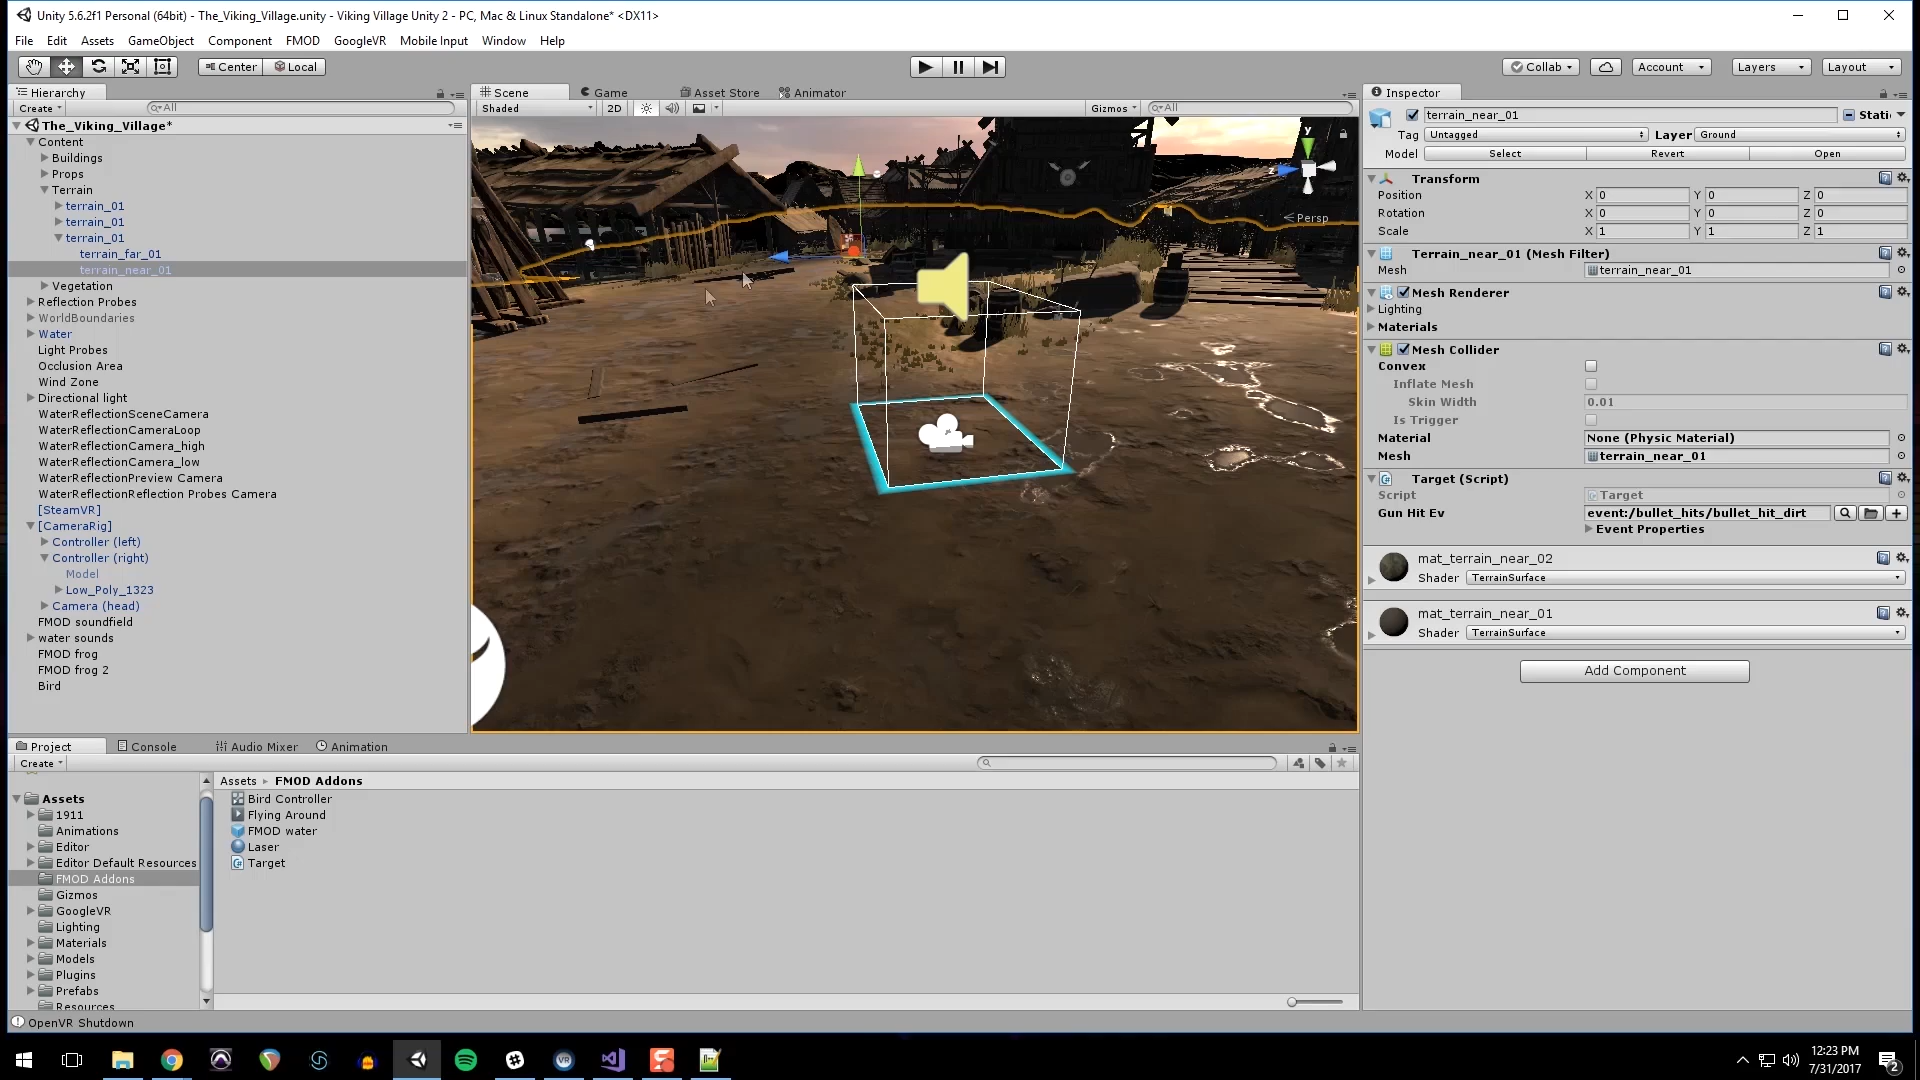 Unity 5.6.2f1 Personal (64bit) - The_Viking_Village.unity - Viking Village Unity 2 - PC, Mac & Linux Standalone* <DX11>
File Edit Assets GameObject Component FMOD GoogleVR Mobile Input Window Help
Center Local Collab Account Layers Layout
Hierarchy
Create All
The_Viking_Village*
Content
Buildings
Props
Terrain
terrain_01
terrain_01
terrain_01
terrain_far_01
terrain_near_01
Vegetation
Reflection Probes
WorldBoundaries
Water
Light Probes
Occlusion Area
Wind Zone
Directional light
WaterReflectionSceneCamera
WaterReflectionCameraLoop
WaterReflectionCamera_high
WaterReflectionCamera_low
WaterReflectionPreview Camera
WaterReflectionReflection Probes Camera
[SteamVR]
[CameraRig]
Controller (left)
Controller (right)
Model
Low_Poly_1323
Camera (head)
FMOD soundfield
water sounds
FMOD frog
FMOD frog 2
Bird
Scene Game Asset Store Animator
Shaded 2D Gizmos All
y
z
Persp
Inspector
terrain_near_01 Stati
Tag Untagged Layer Ground
Model Select Revert Open
Transform
Position X 0 Y 0 Z 0
Rotation X 0 Y 0 Z 0
Scale X 1 Y 1 Z 1
Terrain_near_01 (Mesh Filter)
Mesh terrain_near_01
Mesh Renderer
Lighting
Materials
Mesh Collider
Convex
Inflate Mesh
Skin Width 0.01
Is Trigger
Material None (Physic Material)
Mesh terrain_near_01
Target (Script)
Script Target
Gun Hit Ev event:/bullet_hits/bullet_hit_dirt
Event Properties
mat_terrain_near_02
Shader TerrainSurface
mat_terrain_near_01
Shader TerrainSurface
Add Component
Project Console Audio Mixer Animation
Create
Assets
1911
Animations
Editor
Editor Default Resources
FMOD Addons
Gizmos
GoogleVR
Lighting
Materials
Models
Plugins
Prefabs
Resources
Assets FMOD Addons
Bird Controller
Flying Around
FMOD water
Laser
Target
OpenVR Shutdown
12:23 PM
7/31/2017
2